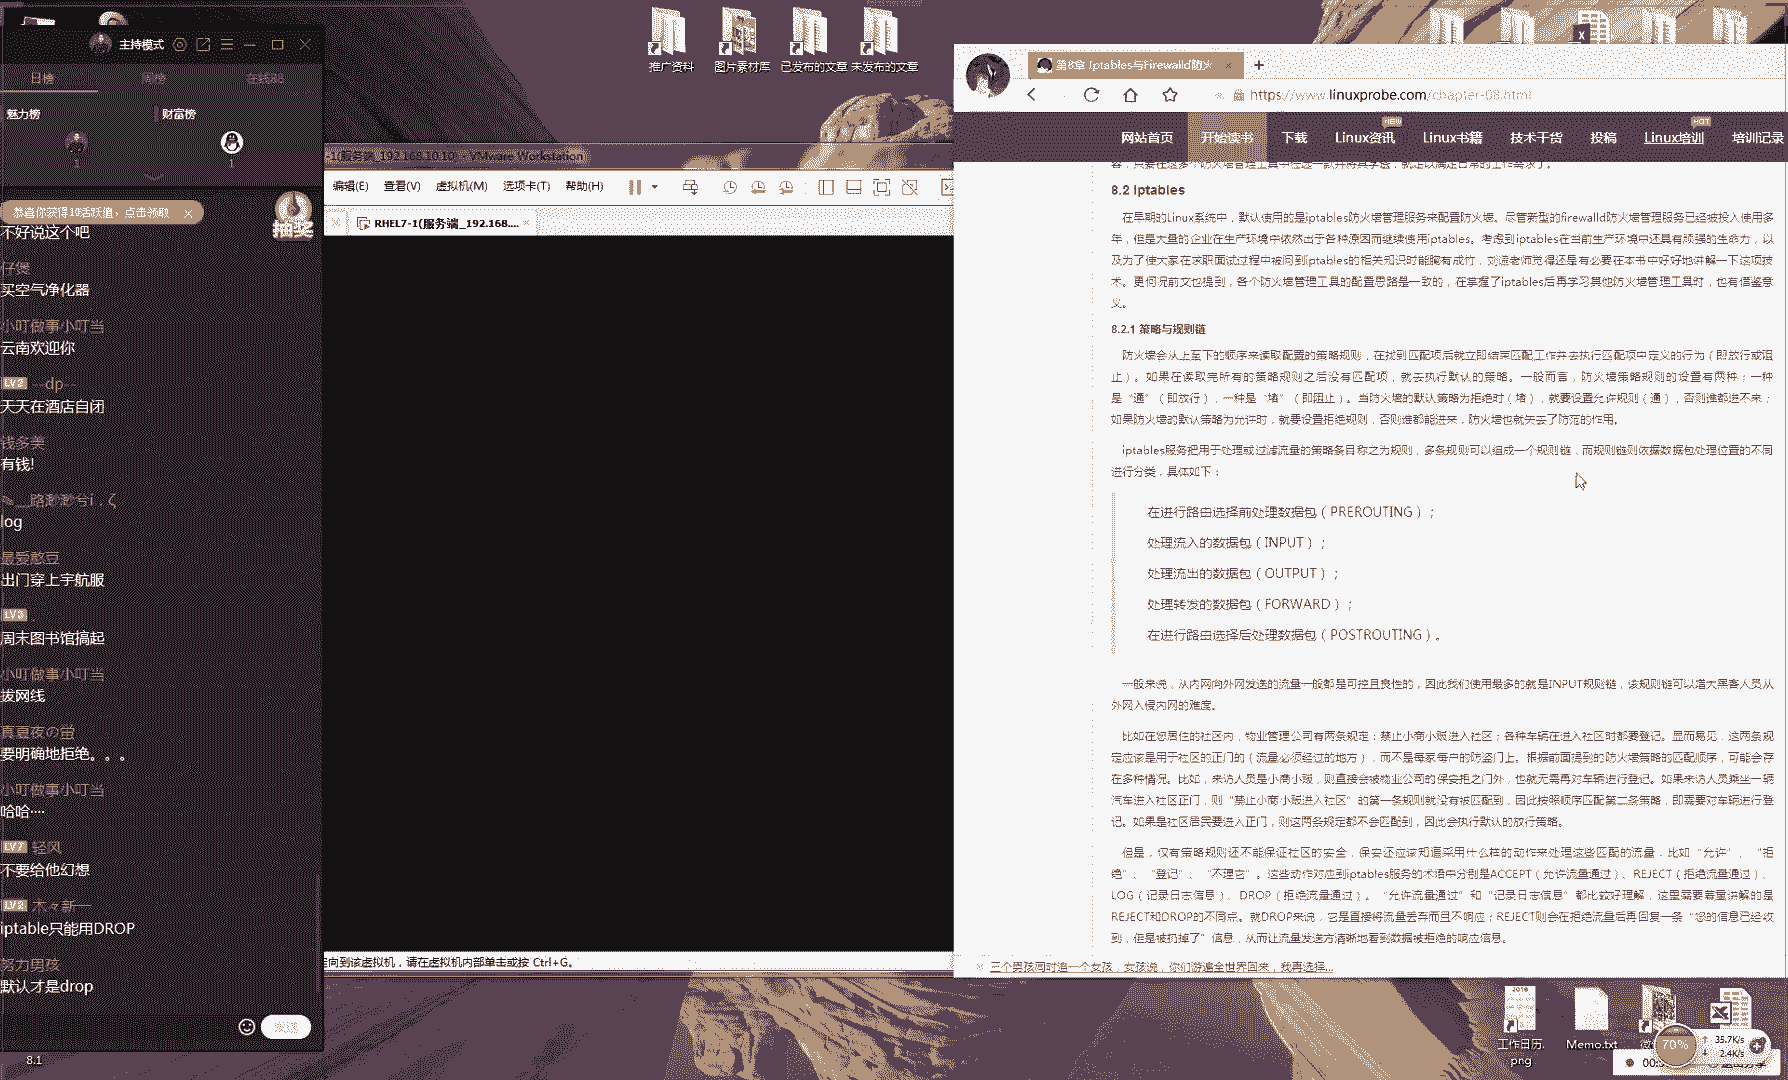 推广资料
图片素材库
已发布的文章
未发布的文章
主持模式
日榜
周榜
在线88
魅力榜
财富榜
1
1
恭喜你获得10活跃值，点击领取
抽奖
不好说这个吧
仔煲
买空气净化器
小叮做事小叮当
云南欢迎你
LV2 --dp--
天天在酒店自闭
钱多美
有钱!
log
最爱憨豆
出门穿上宇航服
LV3
周末图书馆搞起
小叮做事小叮当
拔网线
真夏夜の蛍
要明确地拒绝。。。
小叮做事小叮当
哈哈····
LV7 轻风
不要给他幻想
LV2 木々新一
iptable只能用DROP
努力男孩
默认才是drop
发送
8.1
-1(服务端_192.168.10.10) - VMware Workstation
编辑(E) 查看(V) 虚拟机(M) 选项卡(T) 帮助(H)
RHEL7-1(服务端_192.168....
定向到该虚拟机，请在虚拟机内部单击或按 Ctrl+G。
第8章 Iptables与Firewalld防火
https://www.linuxprobe.com/chapter-08.html
网站首页 开始读书 下载 Linux资讯 NEW Linux书籍 技术干货 投稿 Linux培训 HOT 培训记录
8.2 Iptables
在早期的Linux系统中，默认使用的是iptables防火墙管理服务来配置防火墙。尽管新型的firewalld防火墙管理服务已经被投入使用多
年，但是大量的企业在生产环境中依然出于各种原因而继续使用iptables。考虑到iptables在当前生产环境中还具有顽强的生命力，以
及为了使大家在求职面试过程中被问到iptables的相关知识时能胸有成竹，刘遄老师觉得还是有必要在本书中好好地讲解一下这项技
术。更何况前文也提到，各个防火墙管理工具的配置思路是一致的，在掌握了iptables后再学习其他防火墙管理工具时，也有借鉴意
义。
8.2.1 策略与规则链
防火墙会从上至下的顺序来读取配置的策略规则，在找到匹配项后就立即结束匹配工作并去执行匹配项中定义的行为（即放行或阻
止）。如果在读取完所有的策略规则之后没有匹配项，就去执行默认的策略。一般而言，防火墙策略规则的设置有两种：一种
是“通”（即放行），一种是“堵”（即阻止）。当防火墙的默认策略为拒绝时（堵），就要设置允许规则（通），否则谁都进不来；
如果防火墙的默认策略为允许时，就要设置拒绝规则，否则谁都能进来，防火墙也就失去了防范的作用。
iptables服务把用于处理或过滤流量的策略条目称之为规则，多条规则可以组成一个规则链，而规则链则依据数据包处理位置的不同
进行分类，具体如下：
在进行路由选择前处理数据包（PREROUTING）；
处理流入的数据包（INPUT）；
处理流出的数据包（OUTPUT）；
处理转发的数据包（FORWARD）；
在进行路由选择后处理数据包（POSTROUTING）。
一般来说，从内网向外网发送的流量一般都是可控且良性的，因此我们使用最多的就是INPUT规则链，该规则链可以增大黑客人员从
外网入侵内网的难度。
比如在您居住的社区内，物业管理公司有两条规定：禁止小商小贩进入社区；各种车辆在进入社区时都要登记。显而易见，这两条规
定应该是用于社区的正门的（流量必须经过的地方），而不是每家每户的防盗门上。根据前面提到的防火墙策略的匹配顺序，可能会存
在多种情况。比如，来访人员是小商小贩，则直接会被物业公司的保安拒之门外，也就无需再对车辆进行登记。如果来访人员乘坐一辆
汽车进入社区正门，则“禁止小商小贩进入社区”的第一条规则就没有被匹配到，因此按照顺序匹配第二条策略，即需要对车辆进行登
记。如果是社区居民要进入正门，则这两条规定都不会匹配到，因此会执行默认的放行策略。
但是，仅有策略规则还不能保证社区的安全，保安还应该知道采用什么样的动作来处理这些匹配的流量，比如“允许”、“拒
绝”、“登记”、“不理它”。这些动作对应到iptables服务的术语中分别是ACCEPT（允许流量通过）、REJECT（拒绝流量通过）、
LOG（记录日志信息）、DROP（拒绝流量通过）。“允许流量通过”和“记录日志信息”都比较好理解，这里需要着重讲解的是
REJECT和DROP的不同点。就DROP来说，它是直接将流量丢弃而且不响应；REJECT则会在拒绝流量后再回复一条“您的信息已经收
到，但是被扔掉了”信息，从而让流量发送方清晰地看到数据被拒绝的响应信息。
三个男孩同时追一个女孩，女孩说，你们游遍全世界回来，我再选择...
工作日历.
png
Memo.txt
70%
35.7K/s
2.4K/s